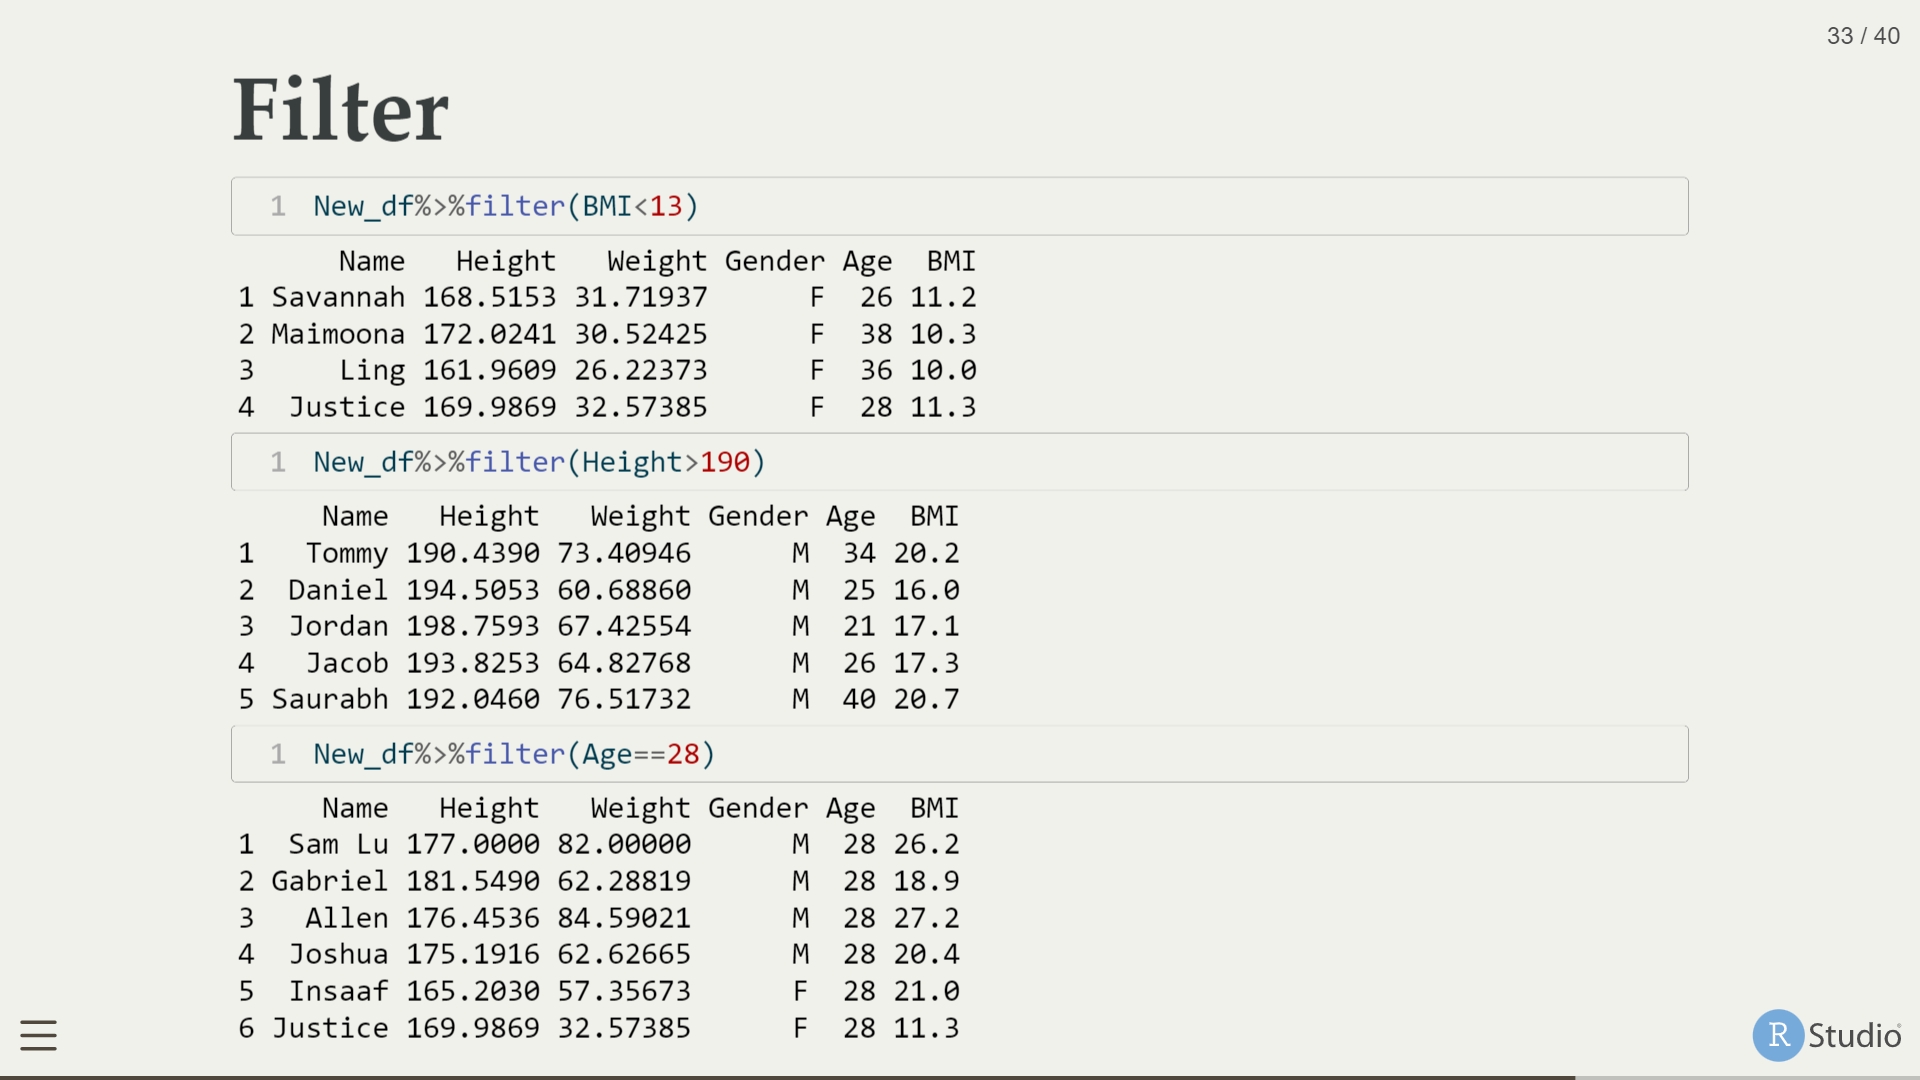 33 / 40
Filter
1 New_df%>%filter(BMI<13)
Name Height Weight Gender Age BMI
1 Savannah 168.5153 31.71937 F 26 11.2
2 Maimoona 172.0241 30.52425 F 38 10.3
3 Ling 161.9609 26.22373 F 36 10.0
4 Justice 169.9869 32.57385 F 28 11.3
1 New_df%>%filter(Height>190)
Name Height Weight Gender Age BMI
1 Tommy 190.4390 73.40946 M 34 20.2
2 Daniel 194.5053 60.68860 M 25 16.0
3 Jordan 198.7593 67.42554 M 21 17.1
4 Jacob 193.8253 64.82768 M 26 17.3
5 Saurabh 192.0460 76.51732 M 40 20.7
1 New_df%>%filter(Age==28)
Name Height Weight Gender Age BMI
1 Sam Lu 177.0000 82.00000 M 28 26.2
2 Gabriel 181.5490 62.28819 M 28 18.9
3 Allen 176.4536 84.59021 M 28 27.2
4 Joshua 175.1916 62.62665 M 28 20.4
5 Insaaf 165.2030 57.35673 F 28 21.0
6 Justice 169.9869 32.57385 F 28 11.3
R Studio